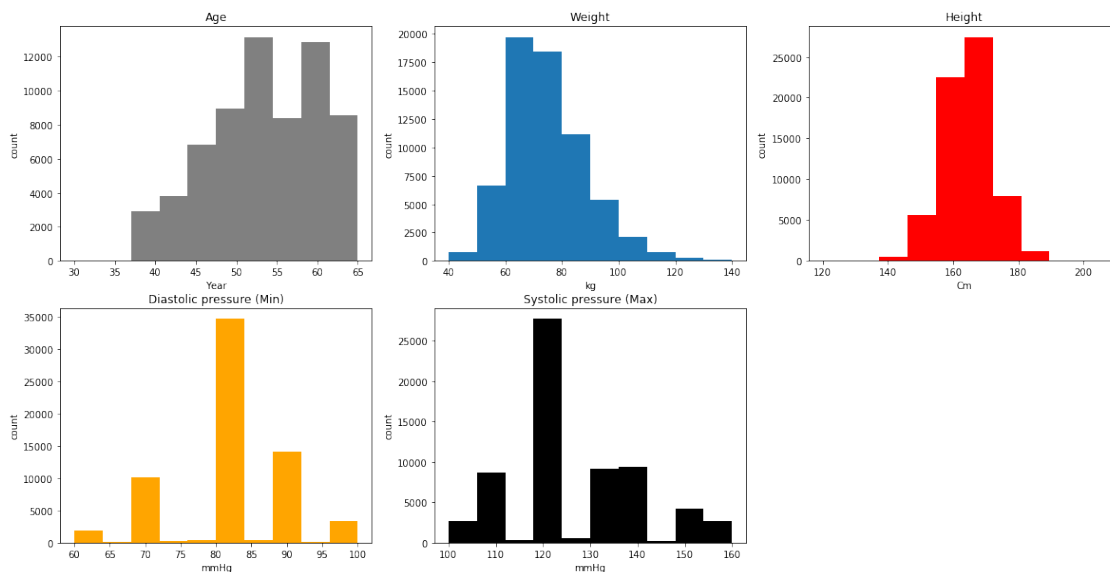 Age
12000
10000
8000
6000
4000
2000
0
count
30 35 40 45 50 55 60 65
Year
Weight
20000
17500
15000
12500
10000
7500
5000
2500
0
count
40 60 80 100 120 140
kg
Height
25000
20000
15000
10000
5000
0
count
120 140 160 180 200
Cm
Diastolic pressure (Min)
35000
30000
25000
20000
15000
10000
5000
0
count
60 65 70 75 80 85 90 95 100
mmHg
Systolic pressure (Max)
25000
20000
15000
10000
5000
0
count
100 110 120 130 140 150 160
mmHg